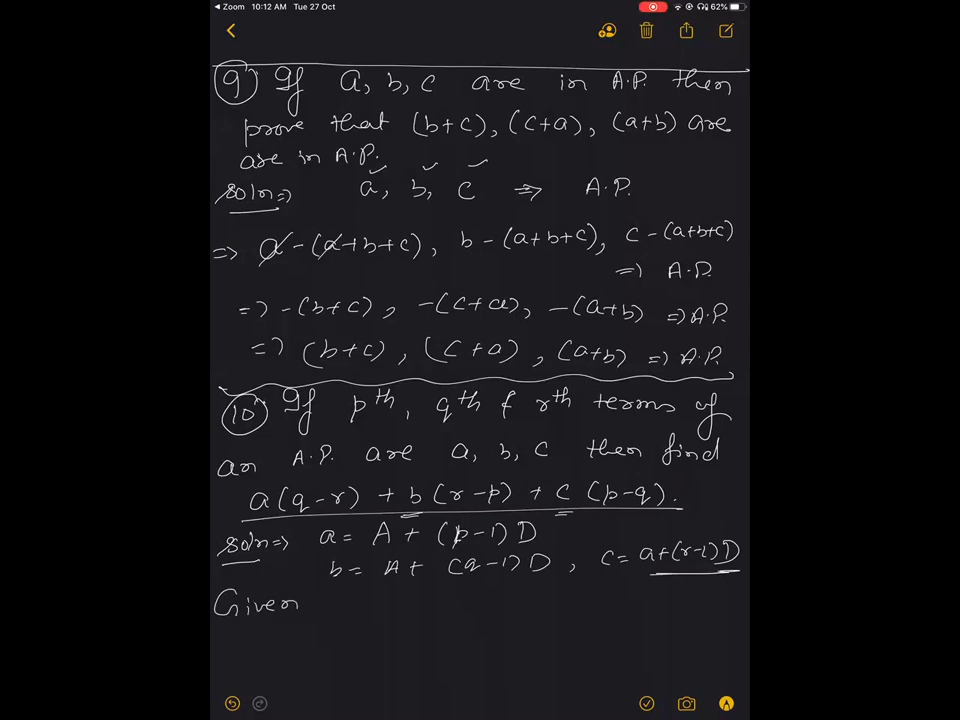 Zoom 10:12 AM Tue 27 Oct 62%
9 If a, b, c are in A.P. then
prove that (b+c), (c+a), (a+b) are
are in A.P.
soln⇒ a, b, c ⇒ A.P.
⇒ a-(a+b+c), b-(a+b+c), c-(a+b+c)
⇒ A.P.
⇒ -(b+c), -(c+a), -(a+b) ⇒ A.P.
⇒ (b+c), (c+a), (a+b) ⇒ A.P.
10 If pth, qth & rth terms of
an A.P. are a, b, c then find
a(q-r) + b(r-p) + c(p-q).
soln⇒ a = A + (p-1) D
b = A + (q-1) D, c = a+(r-1) D
Given